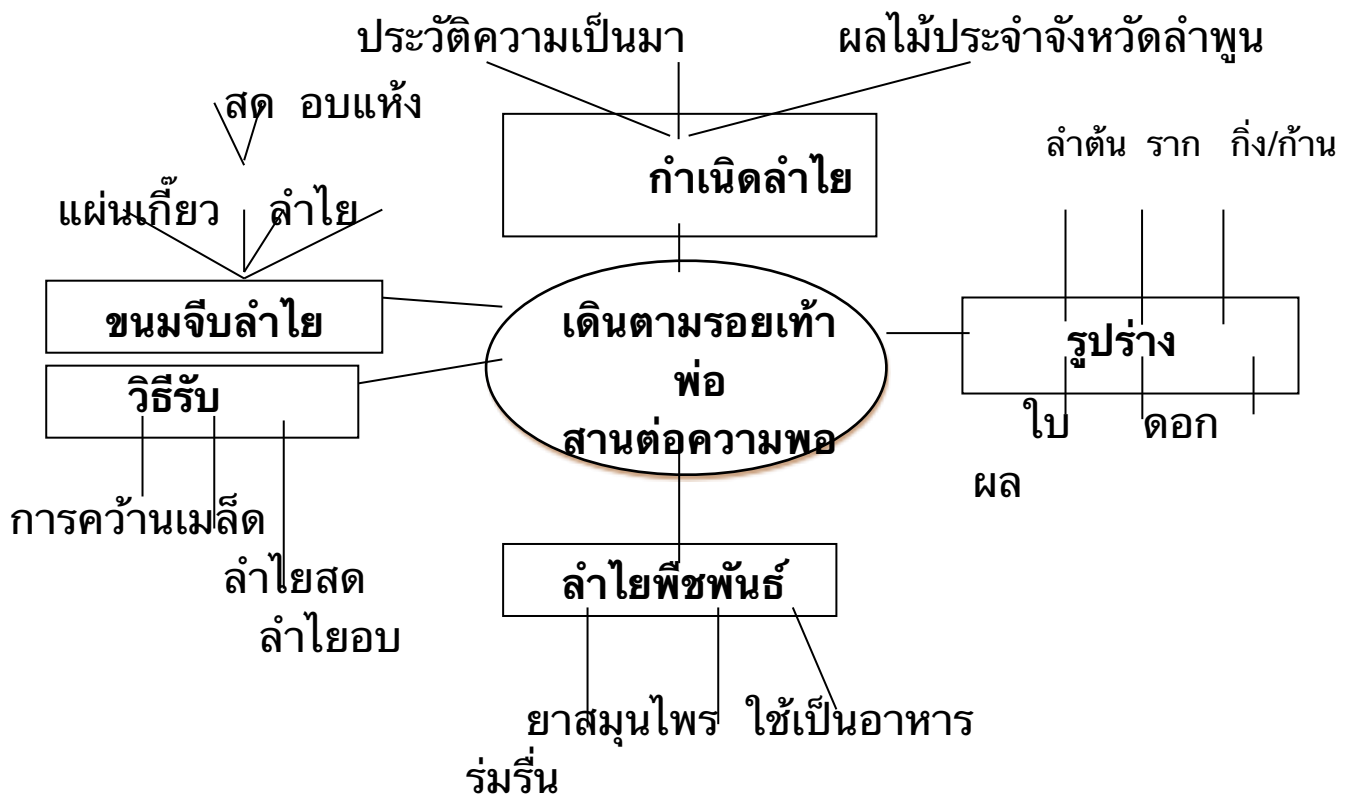 ประวัติความเป็นมา ผลไม้ประจำจังหวัดลำพูน
สด อบแห้ง
ลำต้น ราก กิ่ง/ก้าน
กำเนิดลำไย
แผ่นเกี๊ยว ลำไย
ขนมจีบลำไย
เดินตามรอยเท้า
พ่อ
สานต่อความพอ
รูปร่าง
วิธีรับ
ใบ ดอก
ผล
การคว้านเมล็ด
ลำไยสด
ลำไยอบ
ลำไยพืชพันธ์
ยาสมุนไพร ใช้เป็นอาหาร
ร่มรื่น